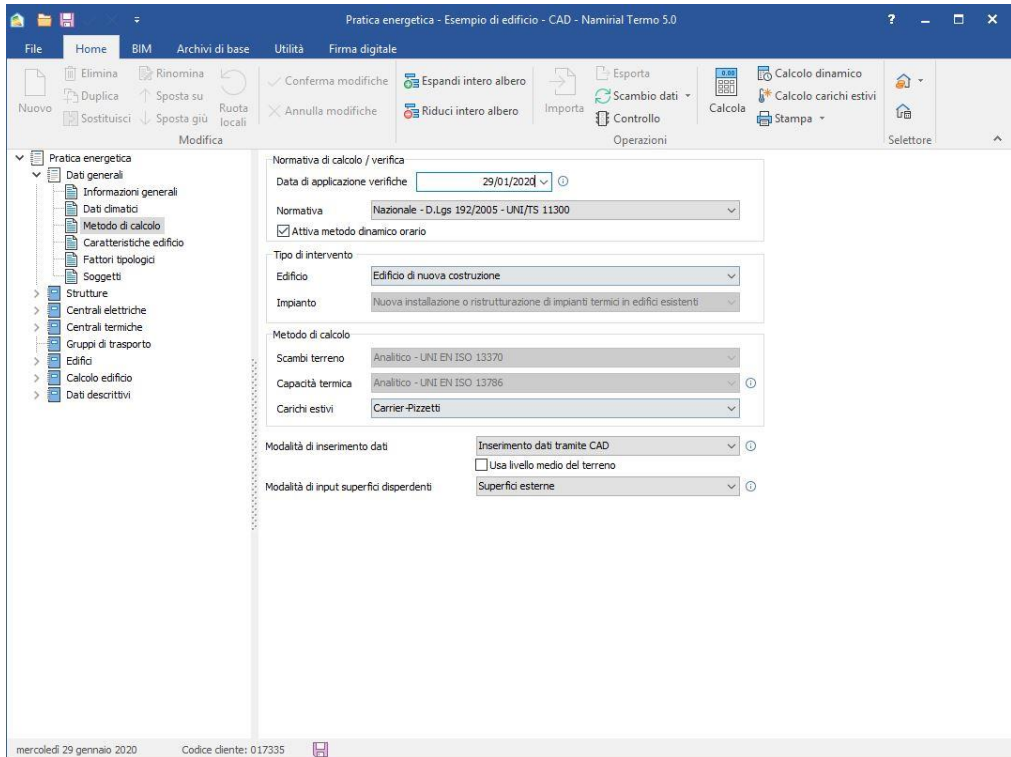 Pratica energetica - Esempio di edificio - CAD - Namirial Termo 5.0
?
File Home BIM Archivi di base Utilità Firma digitale
Nuovo
Elimina
Duplica
Sostituisci
Rinomina
Sposta su
Sposta giù
Ruota
locali
Conferma modifiche
Annulla modifiche
Modifica
Espandi intero albero
Riduci intero albero
Importa
Esporta
Scambio dati
Controllo
0.00
Calcola
Calcolo dinamico
Calcolo carichi estivi
Stampa
Operazioni
Selettore
Pratica energetica
Dati generali
Informazioni generali
Dati climatici
Metodo di calcolo
Caratteristiche edificio
Fattori tipologici
Soggetti
Strutture
Centrali elettriche
Centrali termiche
Gruppi di trasporto
Edifici
Calcolo edificio
Dati descrittivi
Normativa di calcolo / verifica
Data di applicazione verifiche 29/01/2020
Normativa Nazionale - D.Lgs 192/2005 - UNI/TS 11300
Attiva metodo dinamico orario
Tipo di intervento
Edificio Edificio di nuova costruzione
Impianto Nuova installazione o ristrutturazione di impianti termici in edifici esistenti
Metodo di calcolo
Scambi terreno Analitico - UNI EN ISO 13370
Capacità termica Analitico - UNI EN ISO 13786
Carichi estivi Carrier-Pizzetti
Modalità di inserimento dati Inserimento dati tramite CAD
Usa livello medio del terreno
Modalità di input superfici disperdenti Superfici esterne
mercoledì 29 gennaio 2020 Codice cliente: 017335